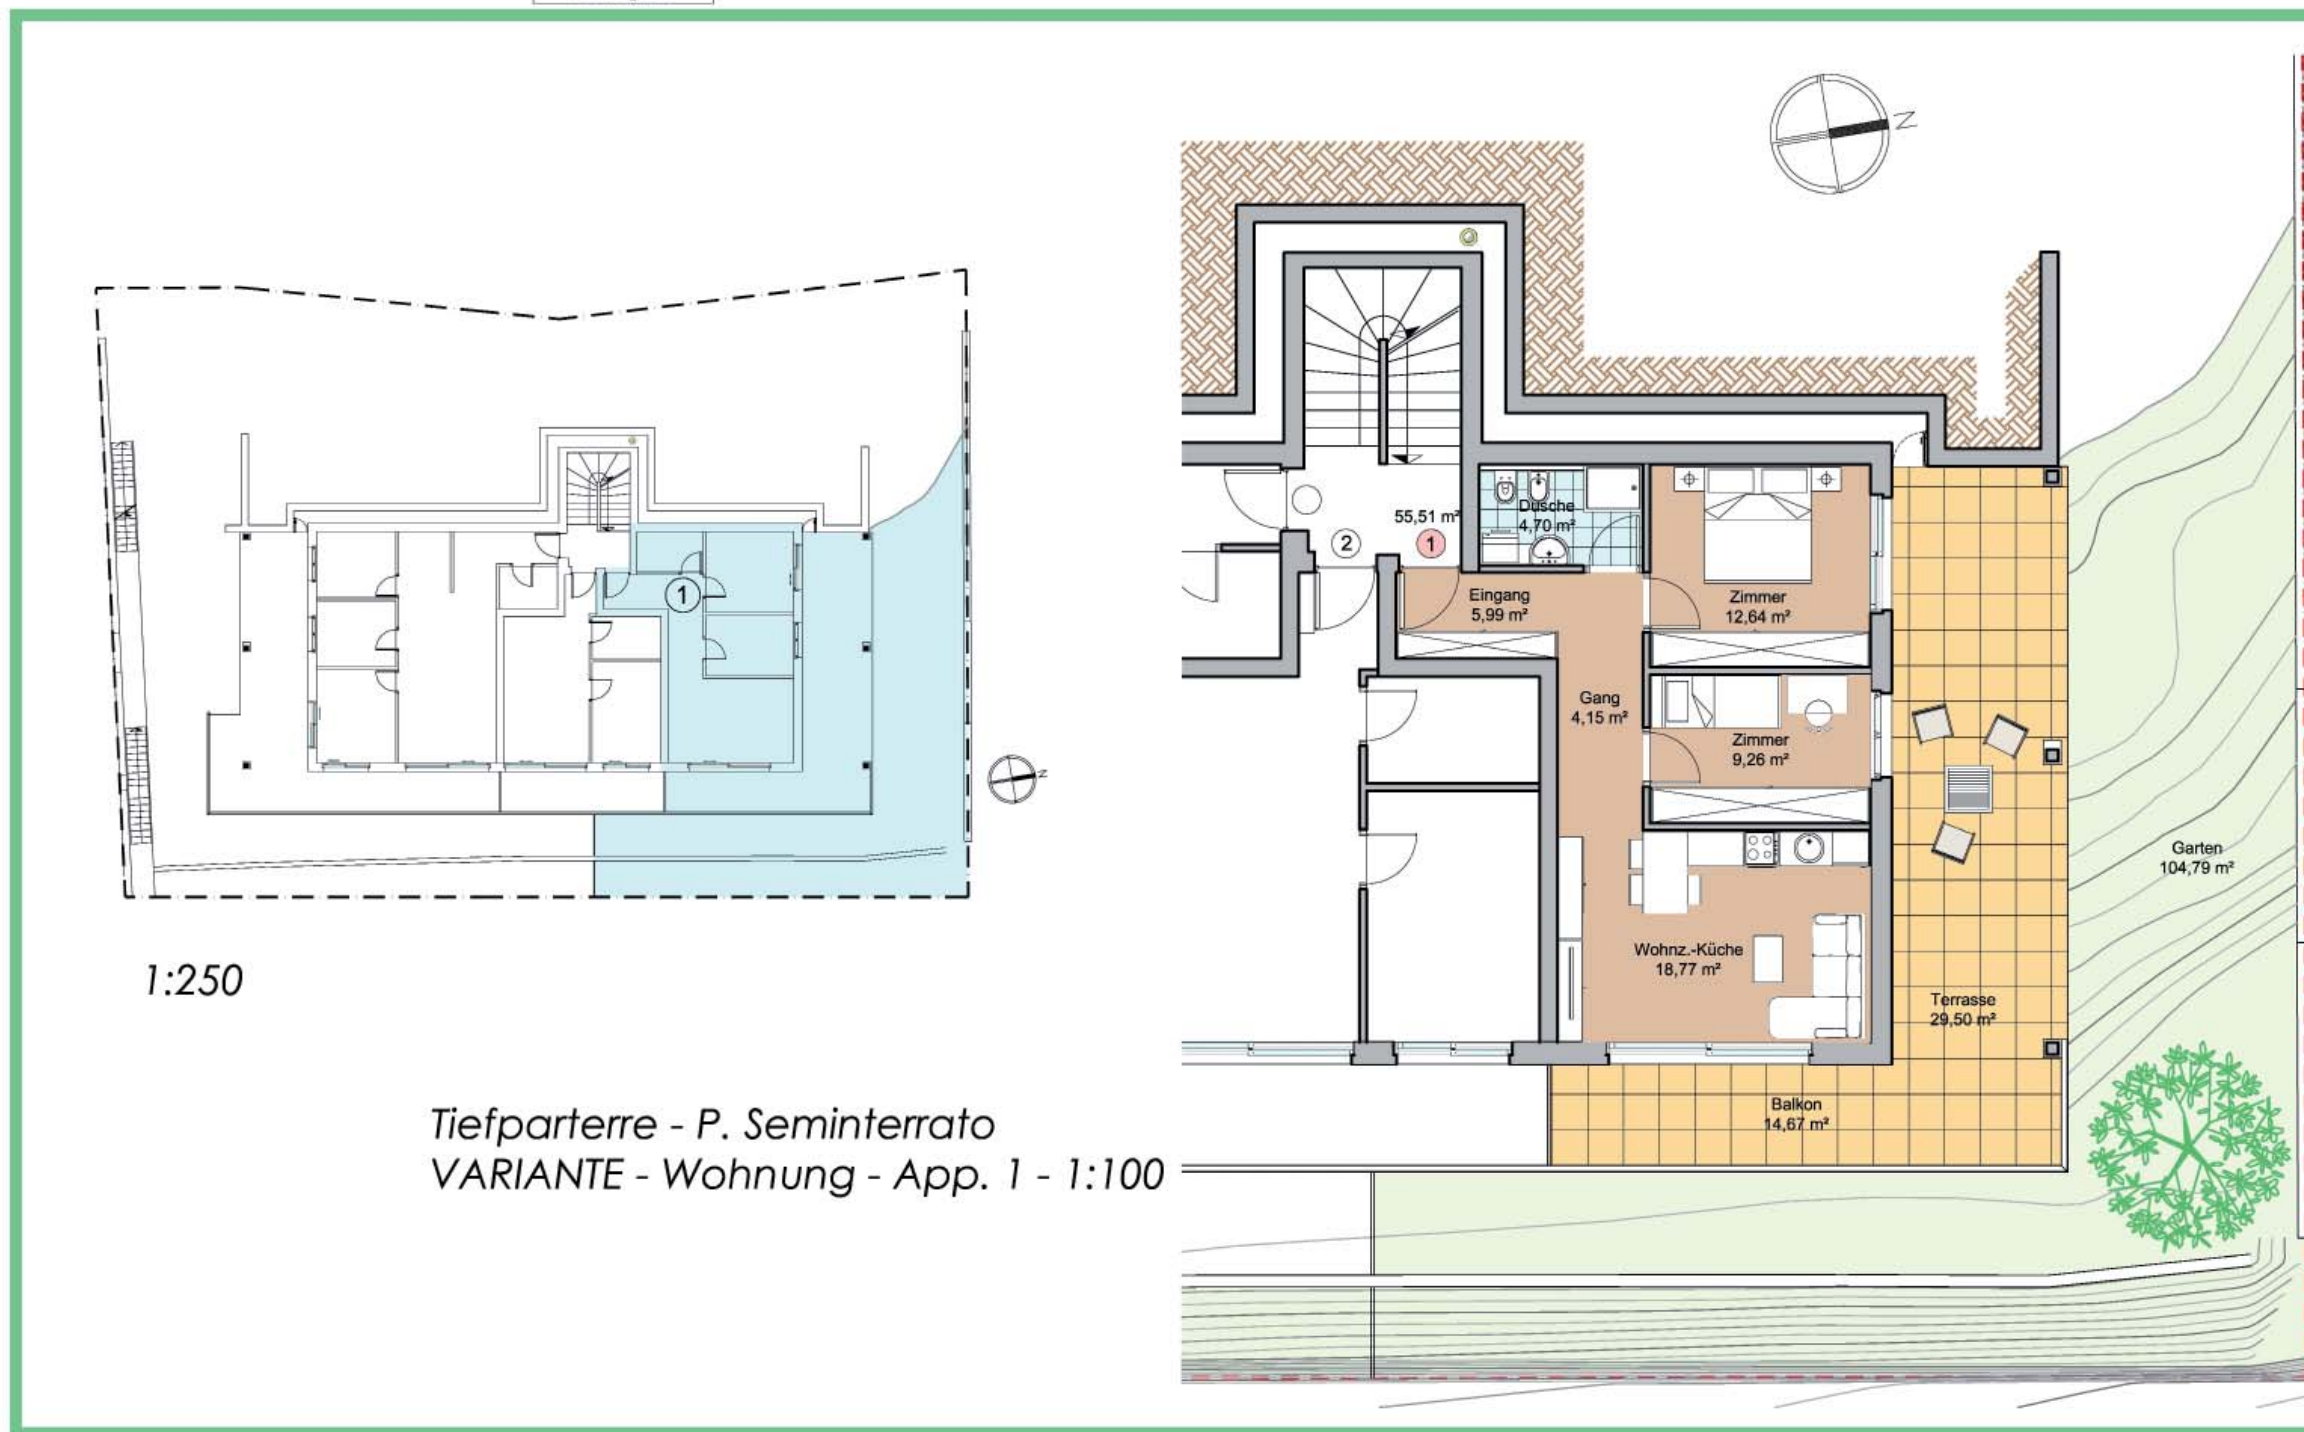 1
N
1:250
Tiefparterre - P. Seminterrato
VARIANTE - Wohnung - App. 1 - 1:100
N
55,51 m²
2
1
Dusche
4,70 m²
Eingang
5,99 m²
Zimmer
12,64 m²
Gang
4,15 m²
Zimmer
9,26 m²
Wohnz.-Küche
18,77 m²
Garten
104,79 m²
Terrasse
29,50 m²
Balkon
14,67 m²